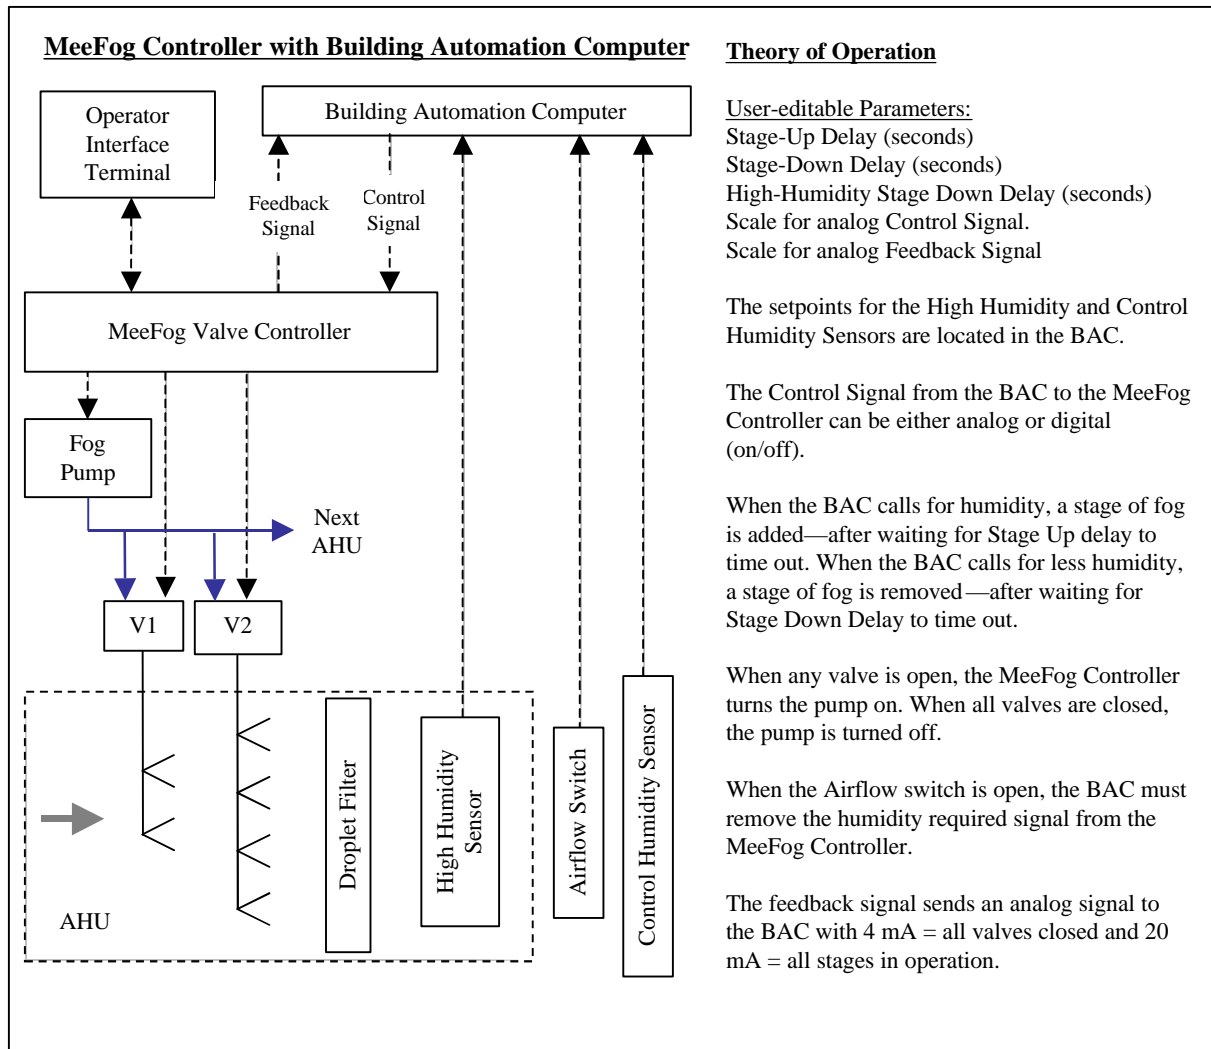 MeeFog Controller with Building Automation Computer
Operator
Interface
Terminal
Building Automation Computer
Feedback
Signal
Control
Signal
MeeFog Valve Controller
Fog
Pump
Next
AHU
V1
V2
AHU
Droplet Filter
High Humidity
Sensor
Airflow Switch
Control Humidity Sensor
Theory of Operation
User-editable Parameters:
Stage-Up Delay (seconds)
Stage-Down Delay (seconds)
High-Humidity Stage Down Delay (seconds)
Scale for analog Control Signal.
Scale for analog Feedback Signal
The setpoints for the High Humidity and Control
Humidity Sensors are located in the BAC.
The Control Signal from the BAC to the MeeFog
Controller can be either analog or digital
(on/off).
When the BAC calls for humidity, a stage of fog
is added—after waiting for Stage Up delay to
time out. When the BAC calls for less humidity,
a stage of fog is removed—after waiting for
Stage Down Delay to time out.
When any valve is open, the MeeFog Controller
turns the pump on. When all valves are closed,
the pump is turned off.
When the Airflow switch is open, the BAC must
remove the humidity required signal from the
MeeFog Controller.
The feedback signal sends an analog signal to
the BAC with 4 mA = all valves closed and 20
mA = all stages in operation.